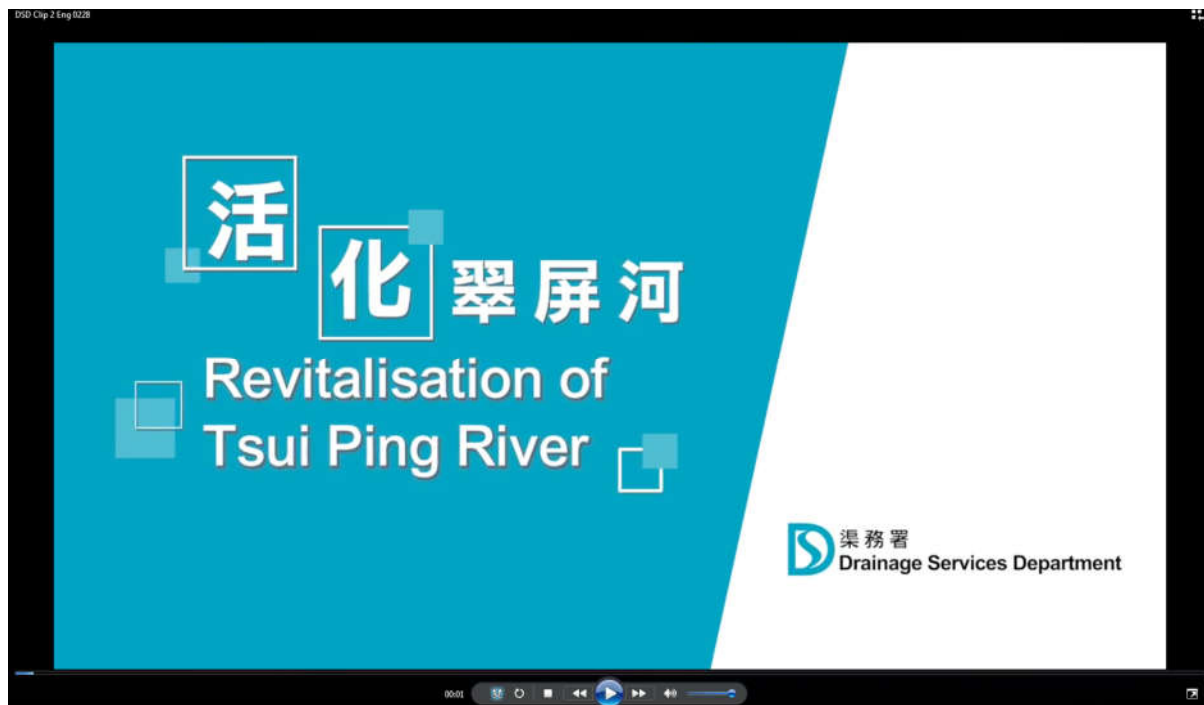 DSD Clip 2 Eng 0228
活化翠屏河
Revitalisation of
Tsui Ping River
渠務署
Drainage Services Department
00:01